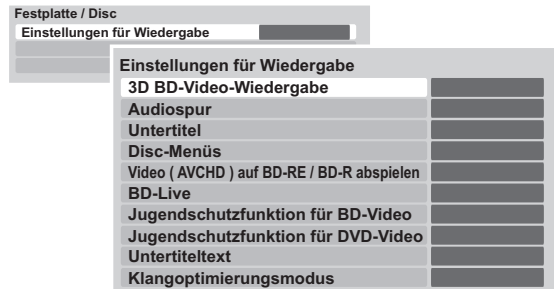 Festplatte / Disc
Einstellungen für Wiedergabe
Einstellungen für Wiedergabe
3D BD-Video-Wiedergabe
Audiospur
Untertitel
Disc-Menüs
Video ( AVCHD ) auf BD-RE / BD-R abspielen
BD-Live
Jugendschutzfunktion für BD-Video
Jugendschutzfunktion für DVD-Video
Untertiteltext
Klangoptimierungsmodus